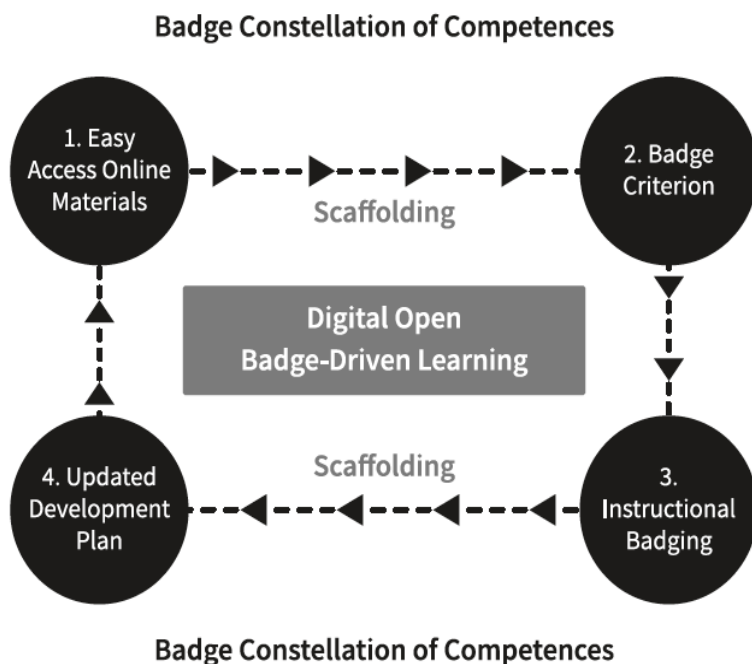 Badge Constellation of Competences
1. Easy
Access Online
Materials
2. Badge
Criterion
Scaffolding
Digital Open
Badge-Driven Learning
Scaffolding
4. Updated
Development
Plan
3.
Instructional
Badging
Badge Constellation of Competences